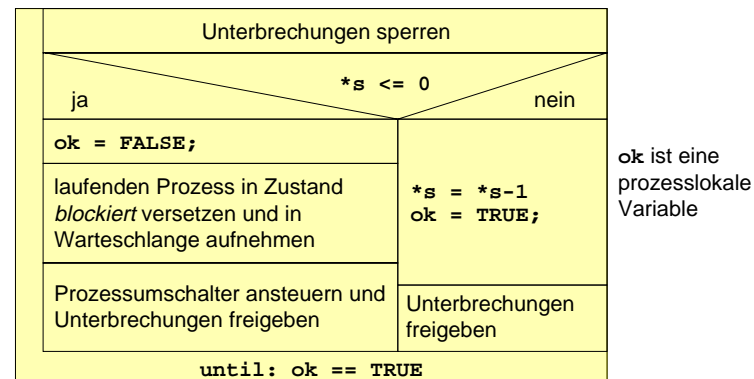 Unterbrechungen sperren
*s <= 0
ja
nein
ok = FALSE;
laufenden Prozess in Zustand
blockiert versetzen und in
Warteschlange aufnehmen
Prozessumschalter ansteuern und
Unterbrechungen freigeben
*s = *s-1
ok = TRUE;
Unterbrechungen
freigeben
until: ok == TRUE
ok ist eine
prozesslokale
Variable